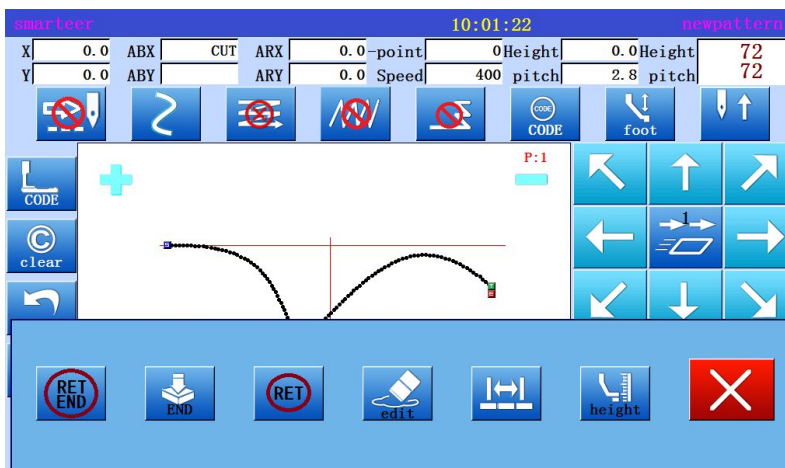 smarteer 10:01:22 newpattern
X 0.0 ABX CUT ARX 0.0 -point 0 Height 0.0 Height 72
Y 0.0 ABY ARY 0.0 Speed 400 pitch 2.8 pitch 72
CODE CODE foot
P:1
CODE
1
C
clear
RET END
END
RET
edit
height